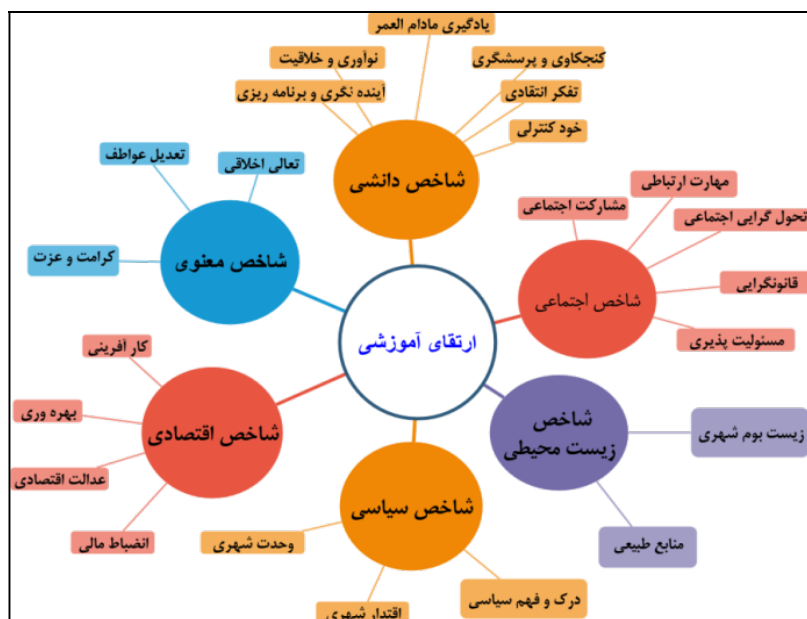 یادگیری مادام العمر
نوآوری و خلاقیت
کنجکاوی و پرسشگری
آینده نگری و برنامه ریزی
تفکر انتقادی
خود کنترلی
شاخص دانشی
تعدیل عواطف
تعالی اخلاقی
کرامت و عزت
شاخص معنوی
مهارت ارتباطی
مشارکت اجتماعی
تحول گرایی اجتماعی
قانونگرایی
مسئولیت پذیری
شاخص اجتماعی
ارتقای آموزشی
کار آفرینی
بهره وری
عدالت اقتصادی
انضباط مالی
شاخص اقتصادی
شاخص
زیست محیطی
زیست بوم شهری
منابع طبیعی
شاخص سیاسی
وحدت شهری
اقتدار شهری
درک و فهم سیاسی